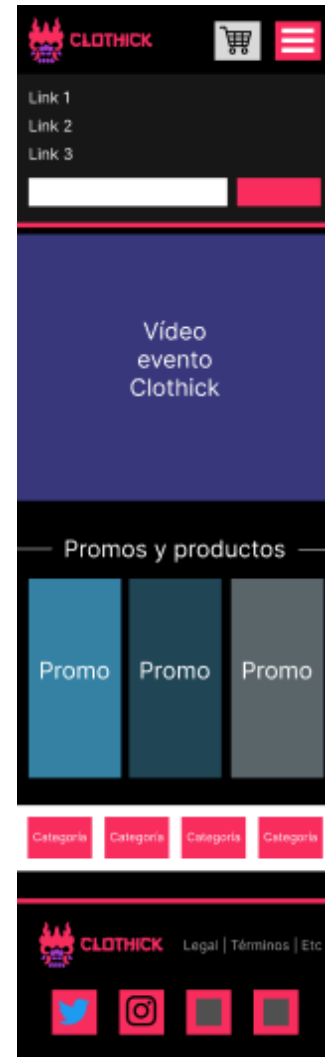 CLOTHICK
Link 1
Link 2
Link 3
Vídeo
evento
Clothick
Promos y productos
Promo Promo Promo
Categoría Categoría Categoría Categoría
CLOTHICK Legal | Términos | Etc